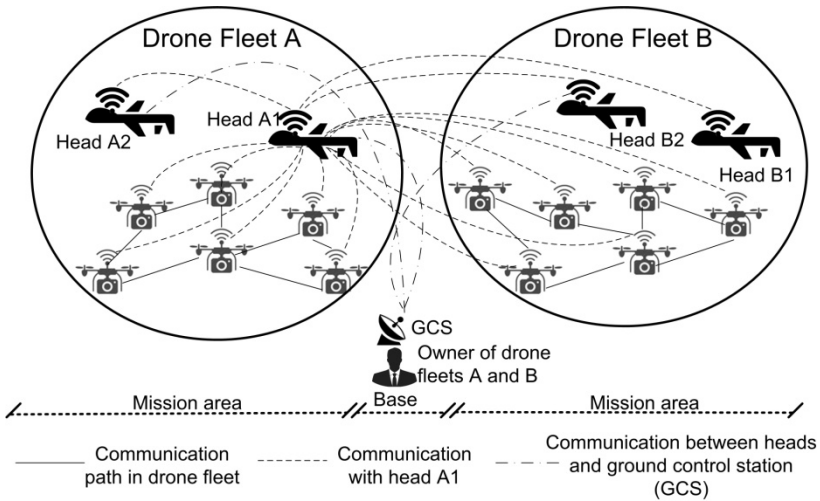 Drone Fleet A
Drone Fleet B
Head A2
Head A1
Head B2
Head B1
GCS
Owner of drone
fleets A and B
Base
Mission area
Mission area
Communication
path in drone fleet
Communication
with head A1
Communication between heads
and ground control station
(GCS)